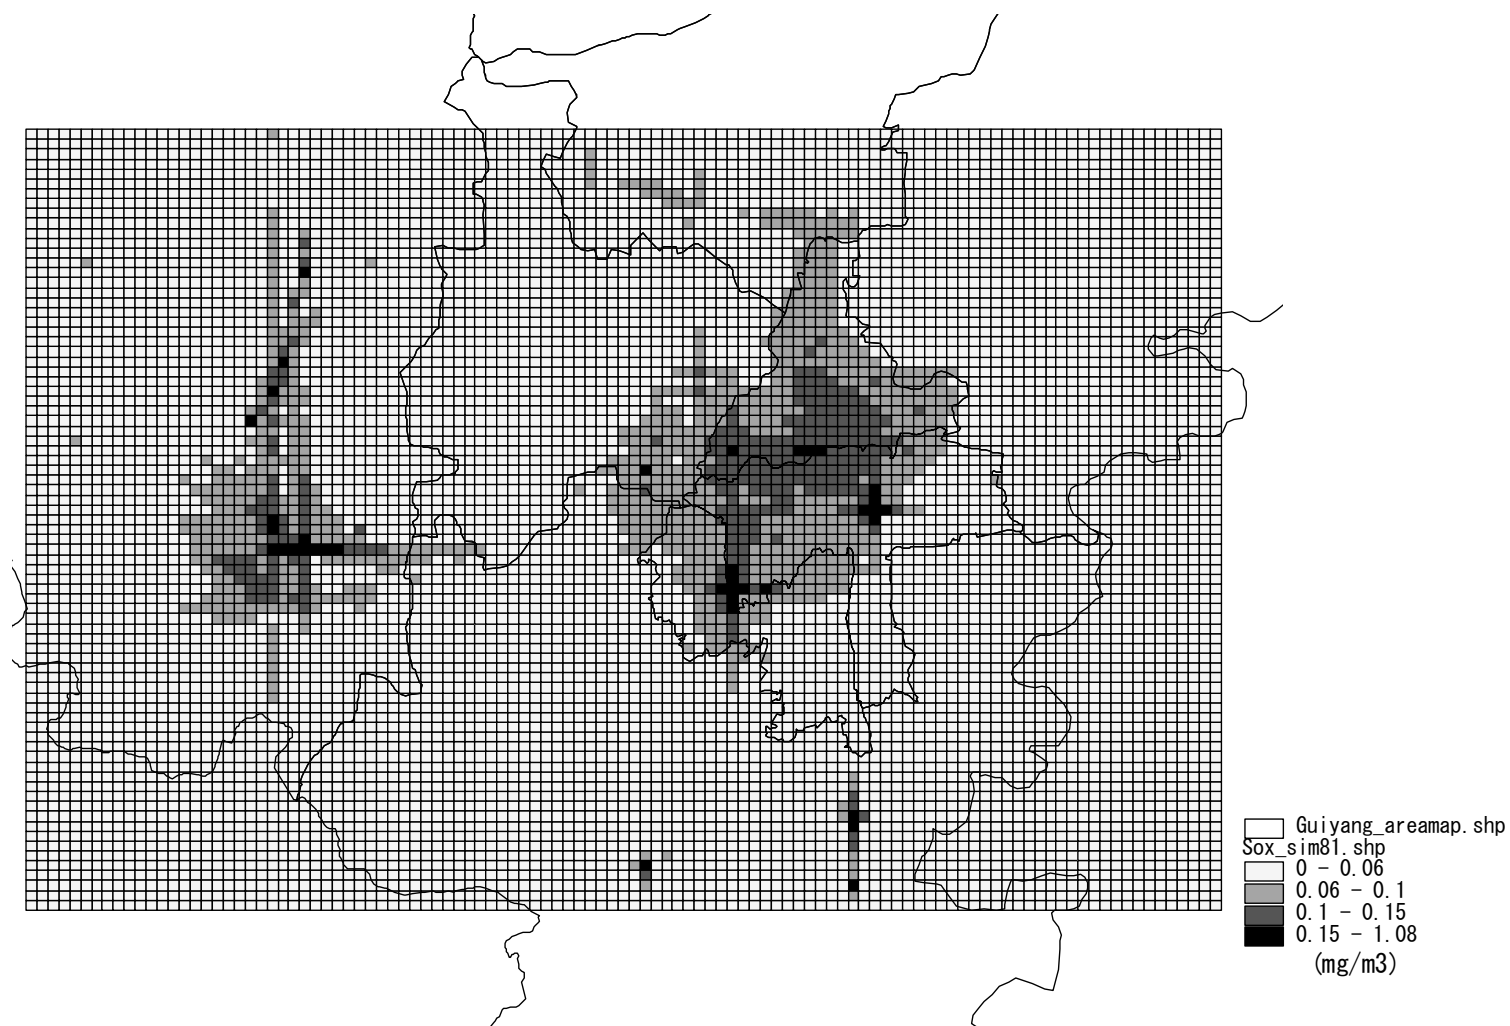 Guiyang_areamap.shp
Sox_sim81.shp
0 - 0.06
0.06 - 0.1
0.1 - 0.15
0.15 - 1.08
(mg/m3)